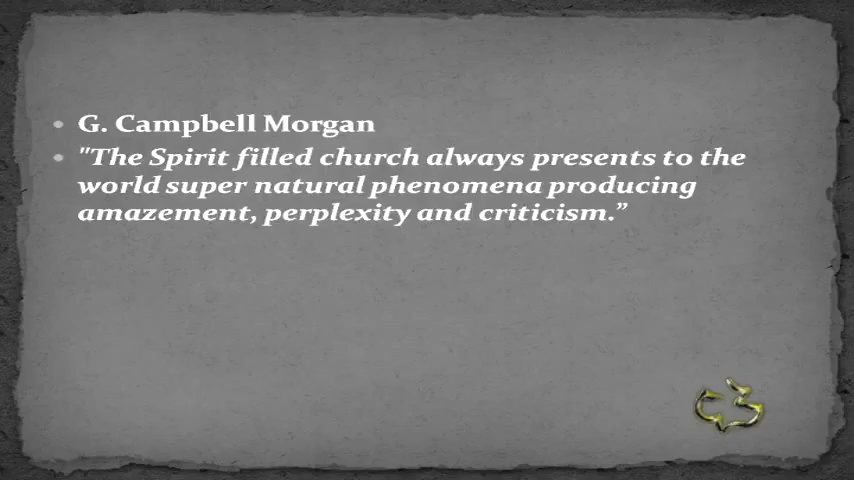 • G. Campbell Morgan
• "The Spirit filled church always presents to the
world super natural phenomena producing
amazement, perplexity and criticism.”
C3